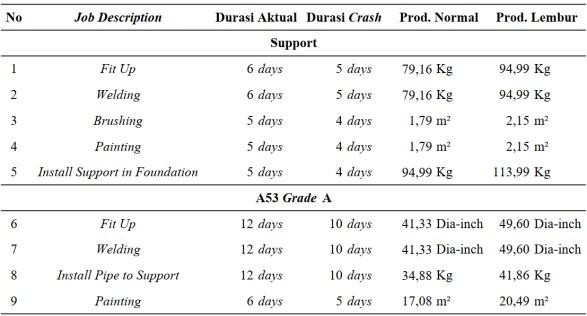 No Job Description Durasi Aktual Durasi Crash Prod. Normal Prod. Lembur
Support
1 Fit Up 6 days 5 days 79,16 Kg 94,99 Kg
2 Welding 6 days 5 days 79,16 Kg 94,99 Kg
3 Brushing 5 days 4 days 1,79 m² 2,15 m²
4 Painting 5 days 4 days 1,79 m² 2,15 m²
5 Install Support in Foundation 5 days 4 days 94,99 Kg 113,99 Kg
A53 Grade A
6 Fit Up 12 days 10 days 41,33 Dia-inch 49,60 Dia-inch
7 Welding 12 days 10 days 41,33 Dia-inch 49,60 Dia-inch
8 Install Pipe to Support 12 days 10 days 34,88 Kg 41,86 Kg
9 Painting 6 days 5 days 17,08 m² 20,49 m²